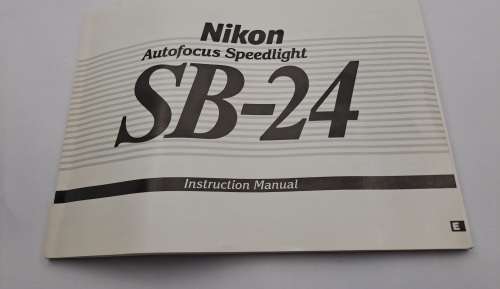 Nikon
Autofocus Speedlight
SB-24
Instruction Manual
E